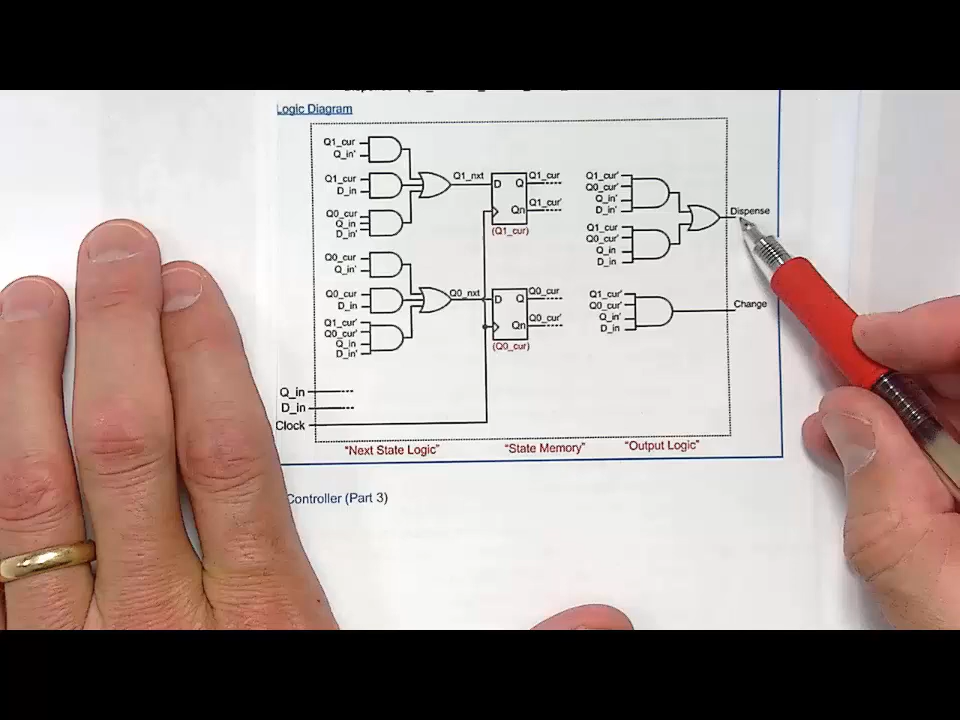 Logic Diagram
Q1_cur
Q_in'
Q1_cur
D_in
Q0_cur
Q_in
D_in'
Q1_nxt
D Q
Qn
Q1_cur
Q1_cur'
(Q1_cur)
Q0_cur
Q_in'
Q0_cur
D_in
Q1_cur'
Q0_cur'
Q_in
D_in'
Q0_nxt
D Q
Qn
Q0_cur
Q0_cur'
(Q0_cur)
Q1_cur'
Q0_cur'
Q_in'
D_in'
Q1_cur
Q0_cur'
Q_in
D_in
Dispense
Q1_cur'
Q0_cur'
Q_in'
D_in
Change
Q_in
D_in
Clock
"Next State Logic"
"State Memory"
"Output Logic"
Controller (Part 3)